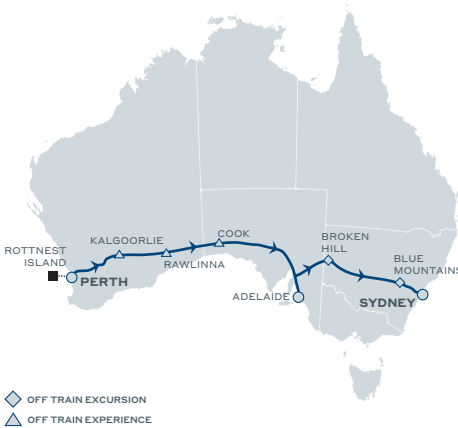 BROKEN
HILL
COOK
KALGOORLIE
ROTTNEST
ISLAND
RAWLINNA
BLUE
MOUNTAINS
PERTH
ADELAIDE
SYDNEY
OFF TRAIN EXCURSION
OFF TRAIN EXPERIENCE